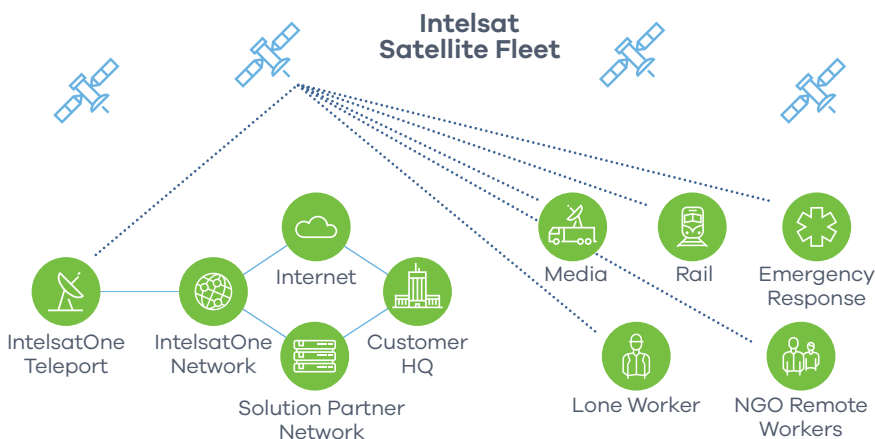 Intelsat
Satellite Fleet
Internet
Media
Rail
Emergency
Response
IntelsatOne
Teleport
IntelsatOne
Network
Customer
HQ
Solution Partner
Network
Lone Worker
NGO Remote
Workers